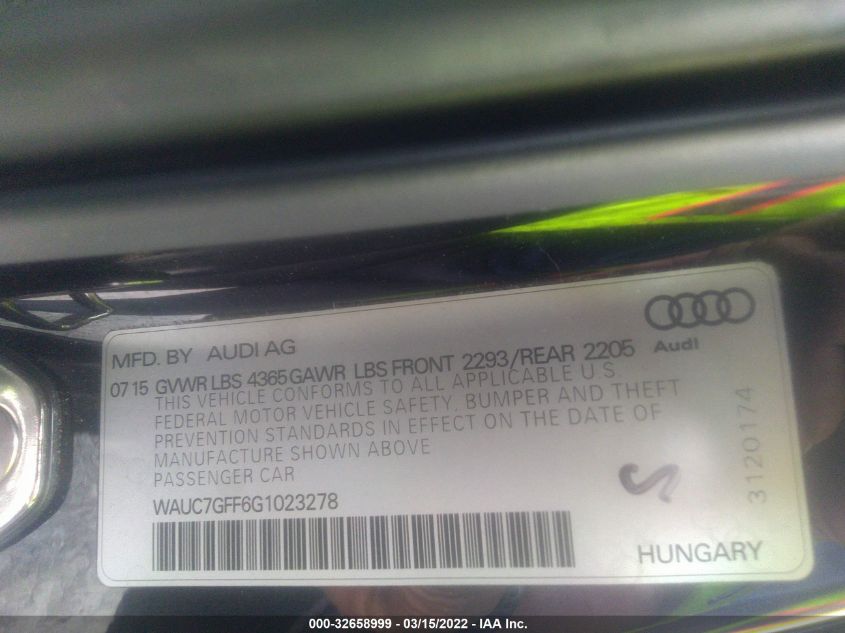 MFD. BY AUDI AG
07 15 GVWR LBS 4365 GAWR LBS FRONT 2293/REAR 2205
Audi
THIS VEHICLE CONFORMS TO ALL APPLICABLE U S
FEDERAL MOTOR VEHICLE SAFETY, BUMPER AND THEFT
PREVENTION STANDARDS IN EFFECT ON THE DATE OF
MANUFACTURE SHOWN ABOVE
PASSENGER CAR
WAUC7GFF6G1023278
3120174
HUNGARY
000-32658999 — 03/15/2022 — IAA Inc.